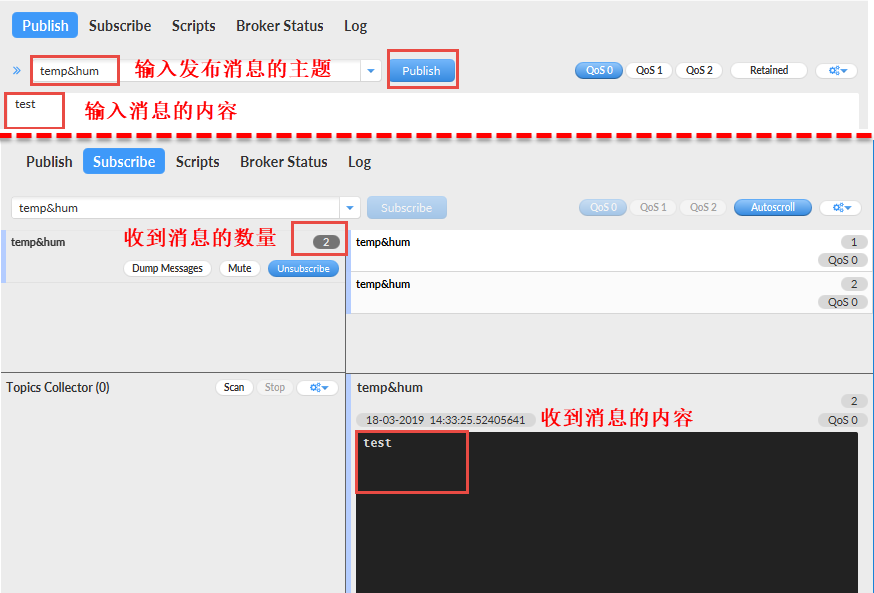 Publish Subscribe Scripts Broker Status Log
temp&hum 输入发布消息的主题 Publish QoS 0 QoS 1 QoS 2 Retained
test 输入消息的内容
Publish Subscribe Scripts Broker Status Log
temp&hum Subscribe QoS 0 QoS 1 QoS 2 Autoscroll
temp&hum 收到消息的数量 2
Dump Messages Mute Unsubscribe
temp&hum 1
QoS 0
temp&hum 2
QoS 0
Topics Collector (0) Scan Stop
temp&hum
2
18-03-2019 14:33:25.52405641 收到消息的内容 QoS 0
test